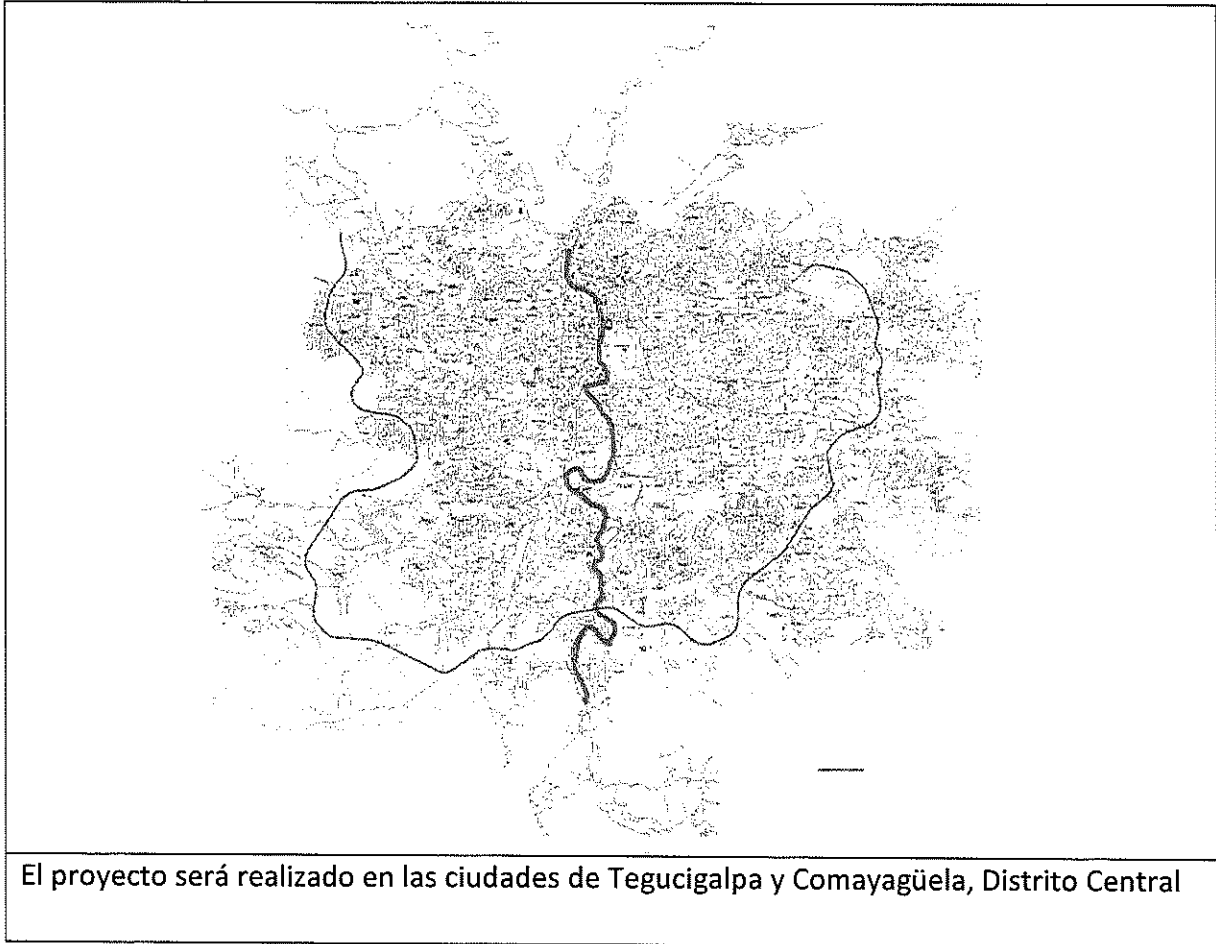 El proyecto será realizado en las ciudades de Tegucigalpa y Comayagüela, Distrito Central